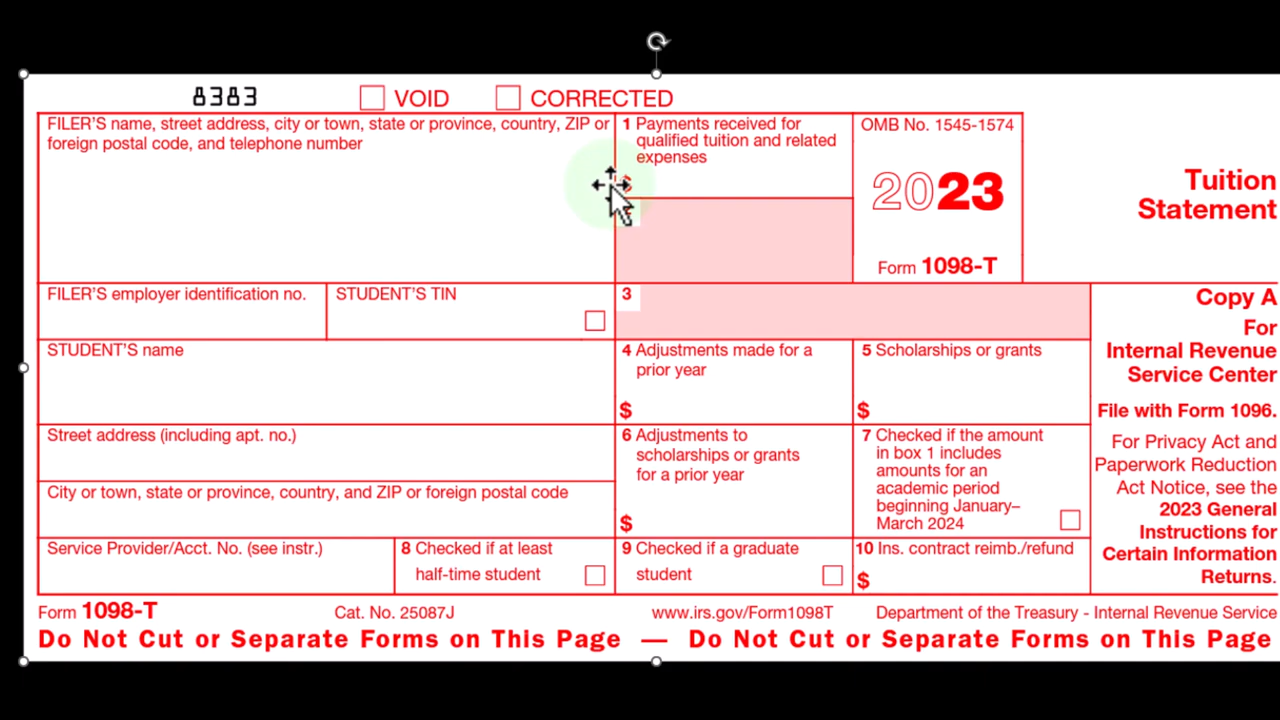 8383
VOID
CORRECTED
FILER'S name, street address, city or town, state or province, country, ZIP or
foreign postal code, and telephone number
1 Payments received for
qualified tuition and related
expenses
OMB No. 1545-1574
2023
Form 1098-T
Tuition
Statement
FILER'S employer identification no.
STUDENT'S TIN
3
Copy A
For
Internal Revenue
Service Center
File with Form 1096.
For Privacy Act and
Paperwork Reduction
Act Notice, see the
2023 General
Instructions for
Certain Information
Returns.
STUDENT'S name
4 Adjustments made for a
prior year
$
5 Scholarships or grants
$
Street address (including apt. no.)
6 Adjustments to
scholarships or grants
for a prior year
$
7 Checked if the amount
in box 1 includes
amounts for an
academic period
beginning January–
March 2024
City or town, state or province, country, and ZIP or foreign postal code
Service Provider/Acct. No. (see instr.)
8 Checked if at least
half-time student
9 Checked if a graduate
student
10 Ins. contract reimb./refund
$
Form 1098-T
Cat. No. 25087J
www.irs.gov/Form1098T
Department of the Treasury - Internal Revenue Service
Do Not Cut or Separate Forms on This Page — Do Not Cut or Separate Forms on This Page